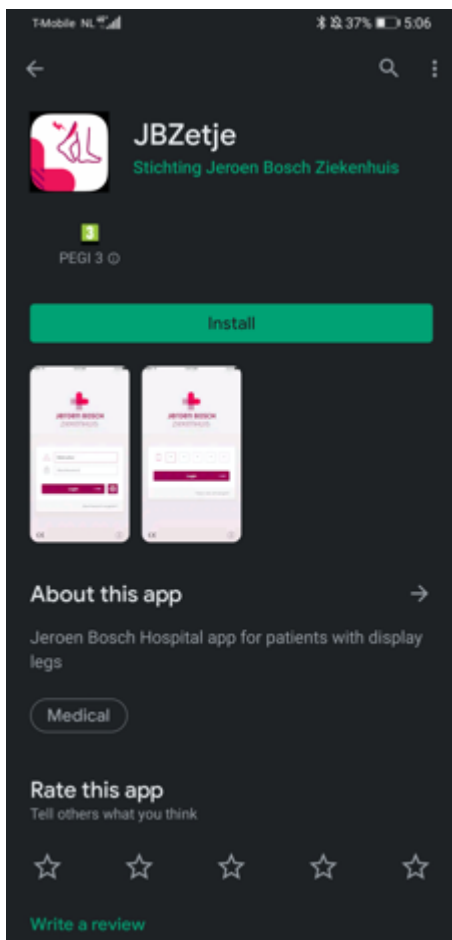 T-Mobile NL 37% 5:06
JBZetje
Stichting Jeroen Bosch Ziekenhuis
3
PEGI 3
Install
JEROEN BOSCH
ZIEKENHUIS
JEROEN BOSCH
ZIEKENHUIS
About this app
Jeroen Bosch Hospital app for patients with display
legs
Medical
Rate this app
Tell others what you think
Write a review